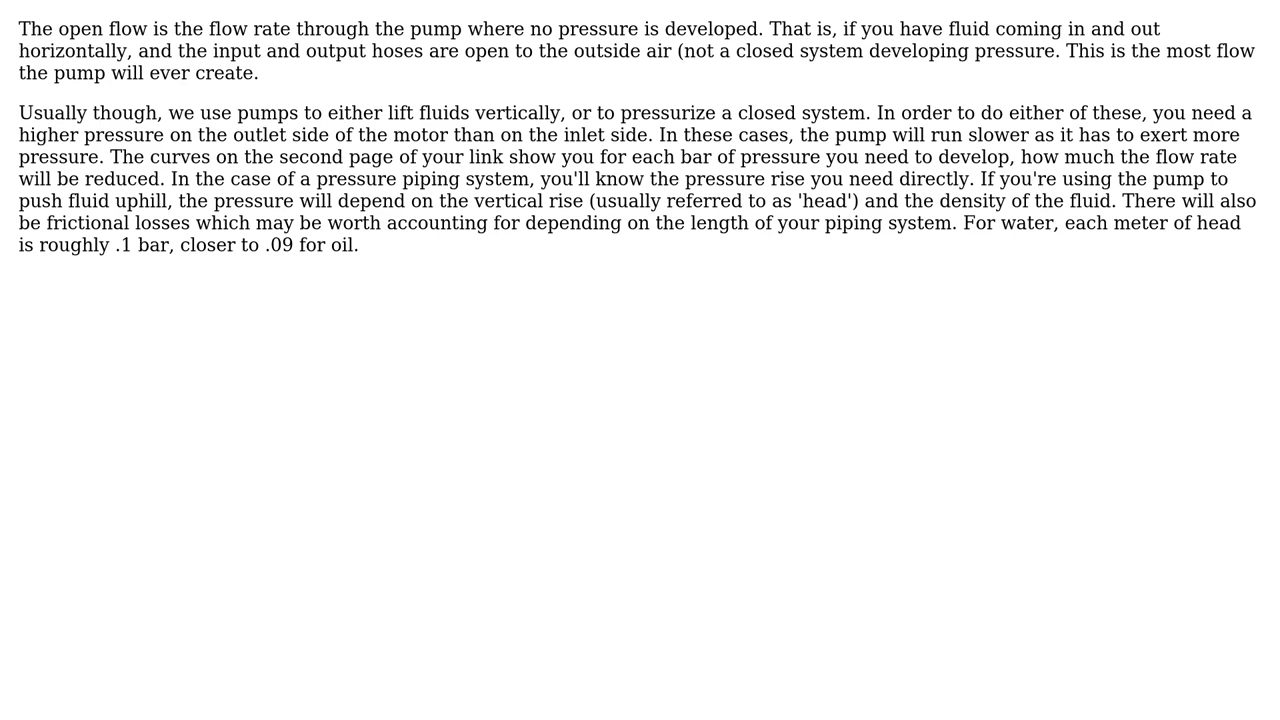 The open flow is the flow rate through the pump where no pressure is developed. That is, if you have fluid coming in and out
horizontally, and the input and output hoses are open to the outside air (not a closed system developing pressure. This is the most flow
the pump will ever create.
Usually though, we use pumps to either lift fluids vertically, or to pressurize a closed system. In order to do either of these, you need a
higher pressure on the outlet side of the motor than on the inlet side. In these cases, the pump will run slower as it has to exert more
pressure. The curves on the second page of your link show you for each bar of pressure you need to develop, how much the flow rate
will be reduced. In the case of a pressure piping system, you'll know the pressure rise you need directly. If you're using the pump to
push fluid uphill, the pressure will depend on the vertical rise (usually referred to as 'head') and the density of the fluid. There will also
be frictional losses which may be worth accounting for depending on the length of your piping system. For water, each meter of head
is roughly .1 bar, closer to .09 for oil.